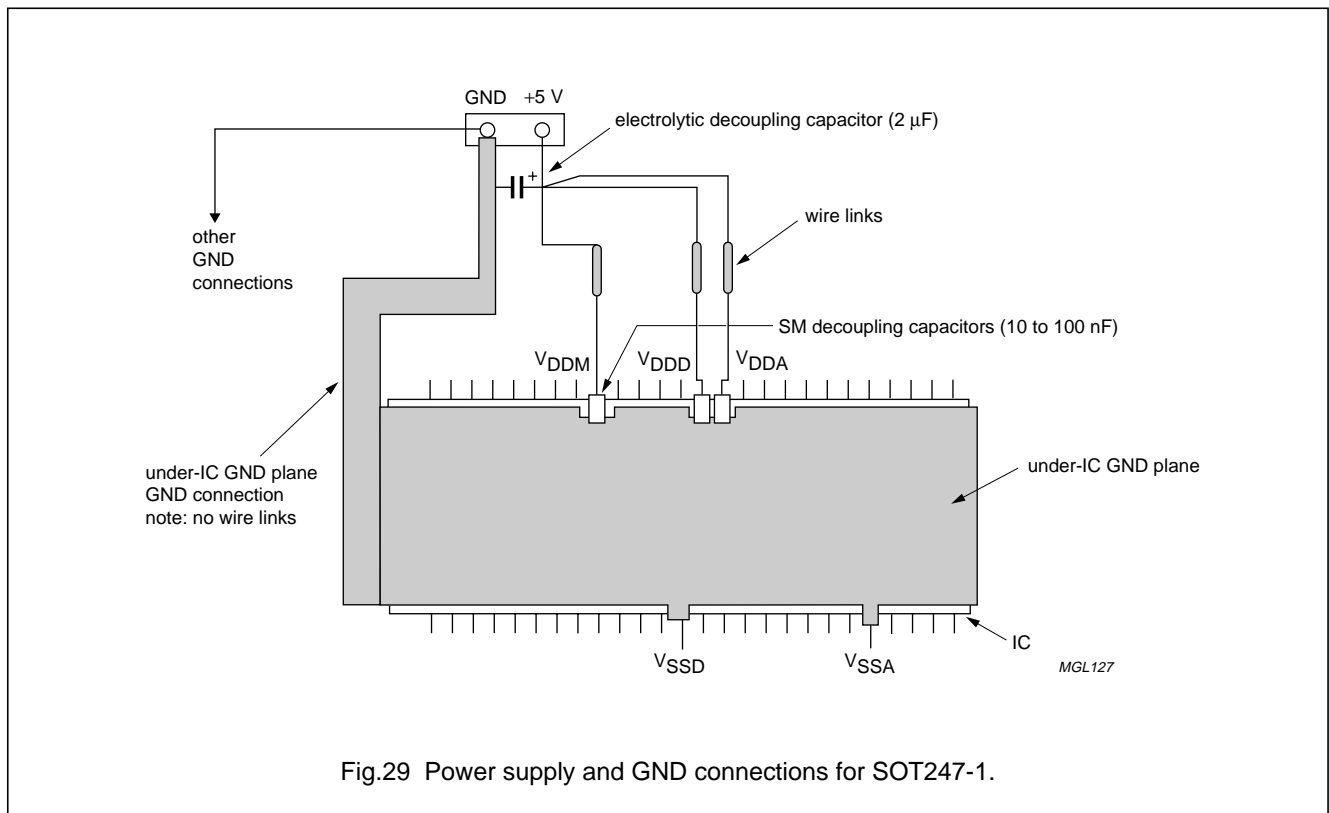 GND +5 V
electrolytic decoupling capacitor (2 μF)
+
wire links
other
GND
connections
SM decoupling capacitors (10 to 100 nF)
VDDM VDDD VDDA
under-IC GND plane
GND connection
note: no wire links
under-IC GND plane
IC
VSSD VSSA
MGL127
Fig.29 Power supply and GND connections for SOT247-1.